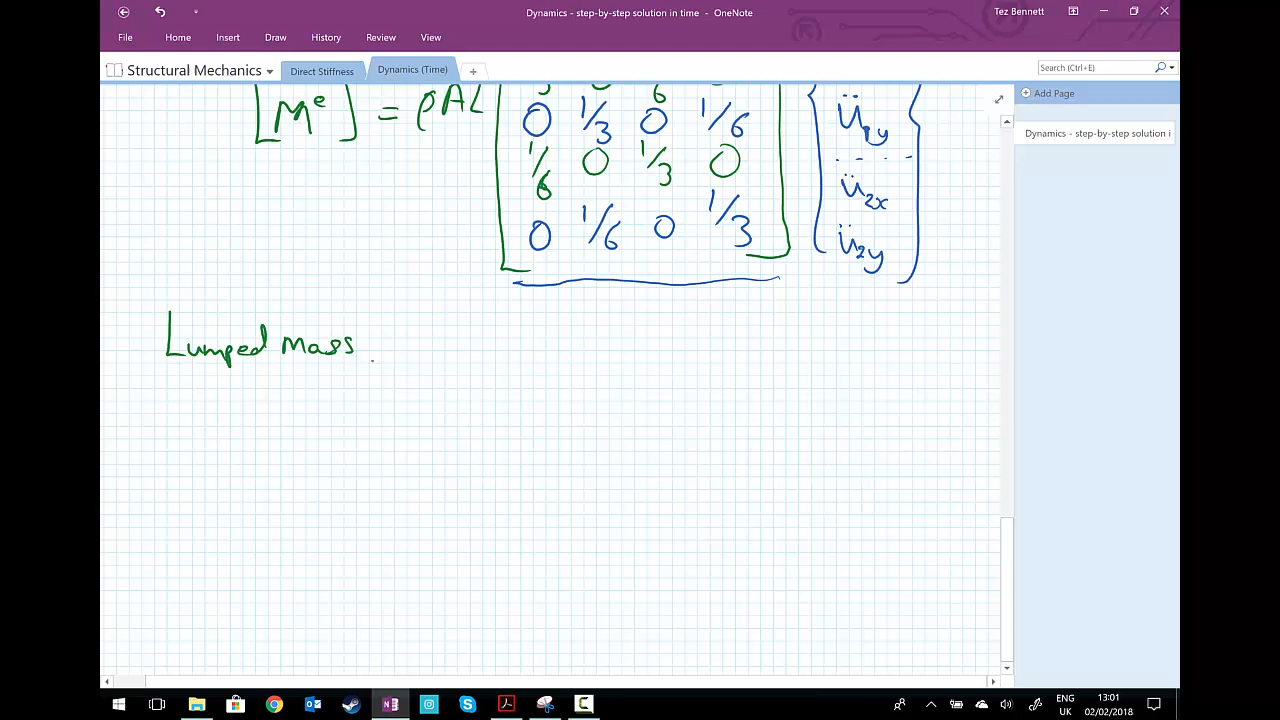 Dynamics - step-by-step solution in time - OneNote
Tez Bennett
File Home Insert Draw History Review View
Structural Mechanics
Direct Stiffness
Dynamics (Time)
Search (Ctrl+E)
Add Page
Dynamics - step-by-step solution i
[Mᵉ] = ρAL
0 1/3 0 1/6
1/6 0 1/3 0
0 1/6 0 1/3
Ü1y
Ü2x
Ü2y
Lumped mass
ENG
UK
13:01
02/02/2018